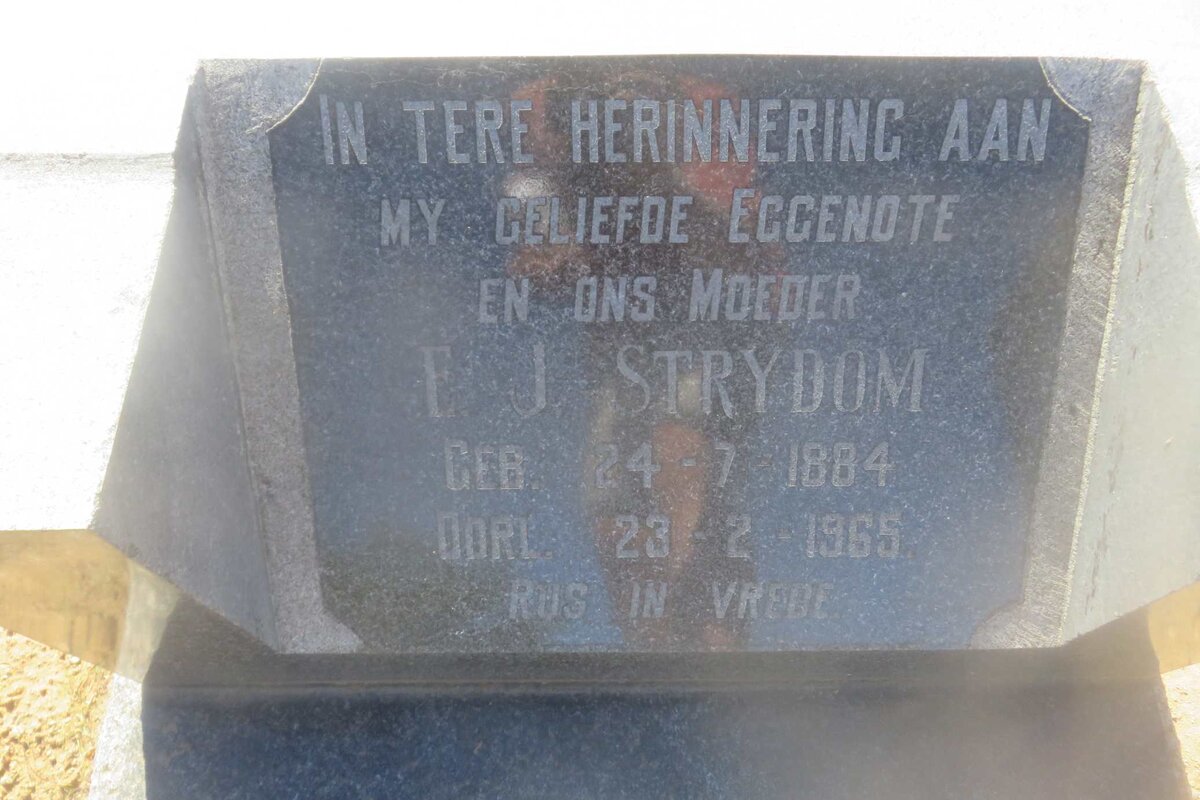 IN TERE HERINNERING AAN
MY GELIEFDE EGGENOTE
EN ONS MOEDER
E. J. STRYDOM
GEB. 24-7-1884
OORL. 23-2-1965.
RUS IN VREDE.